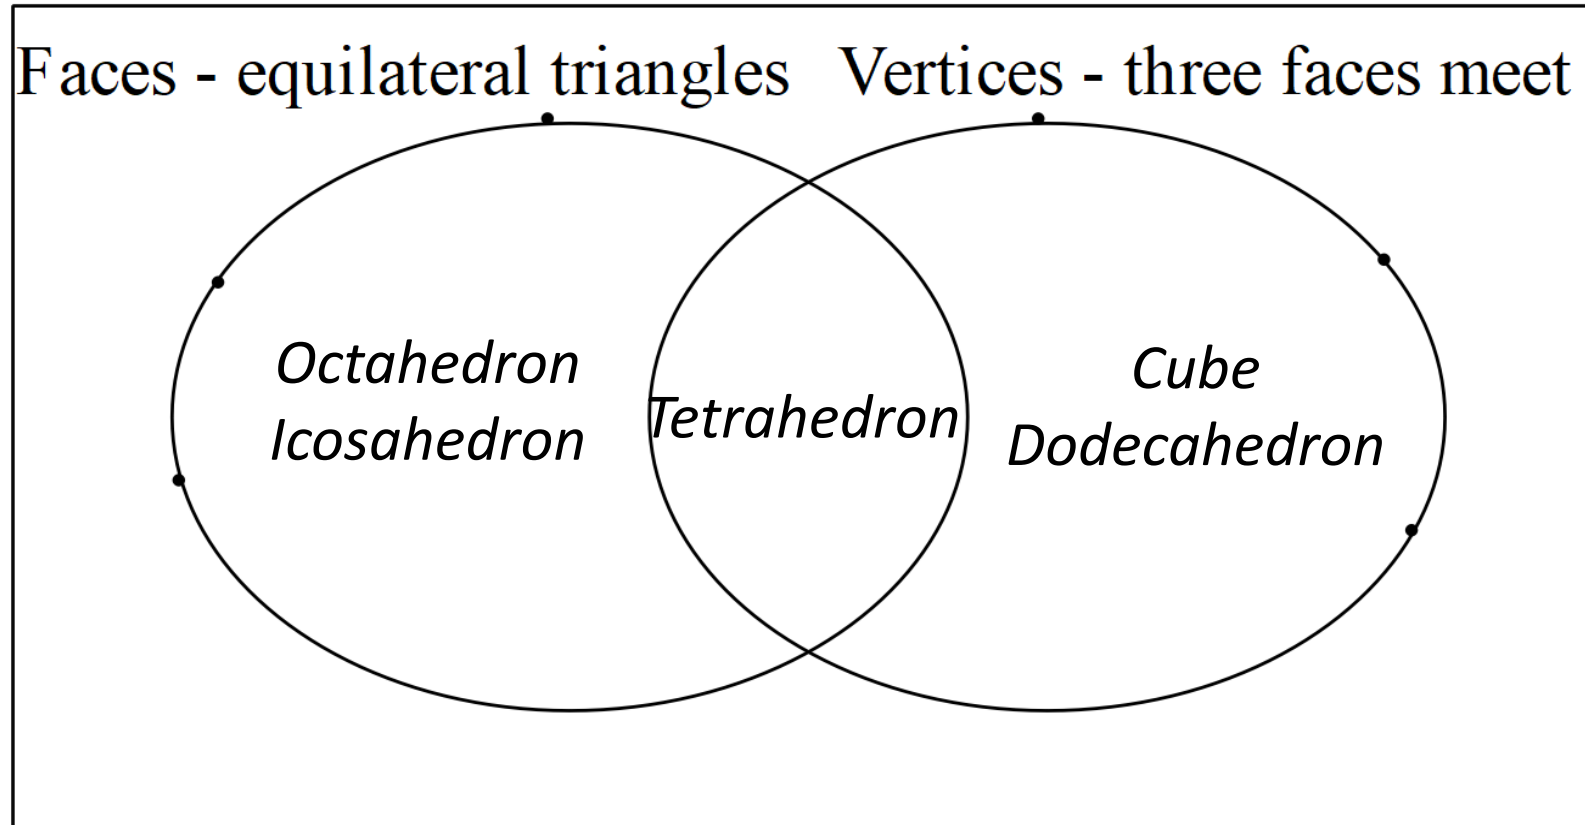 Faces - equilateral triangles
Vertices - three faces meet
Octahedron
Icosahedron
Tetrahedron
Cube
Dodecahedron